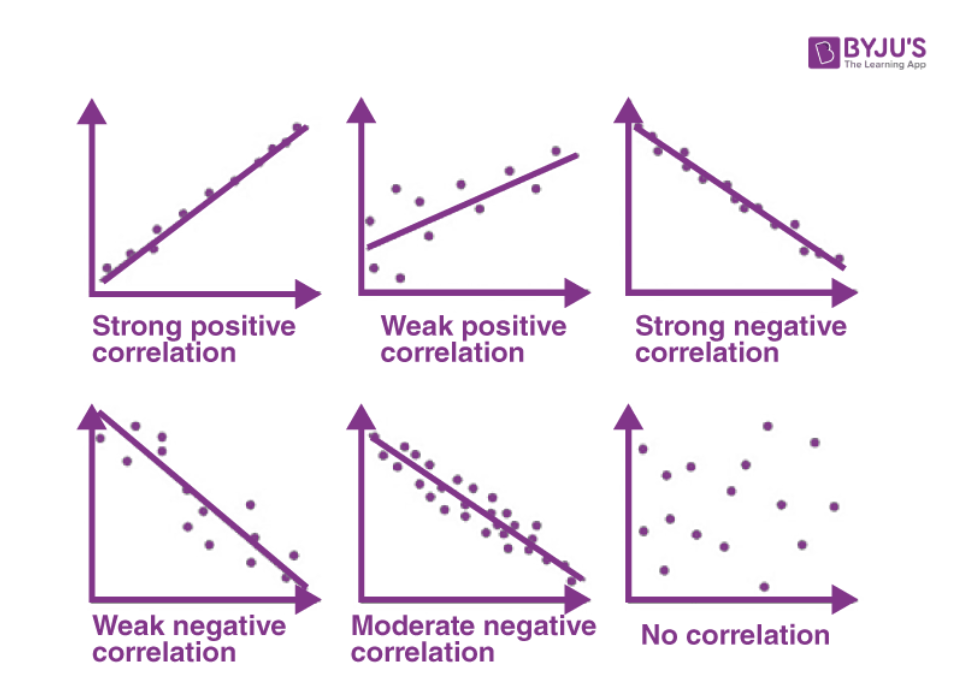 BYJU'S
The Learning App
Strong positive
correlation
Weak positive
correlation
Strong negative
correlation
Weak negative
correlation
Moderate negative
correlation
No correlation